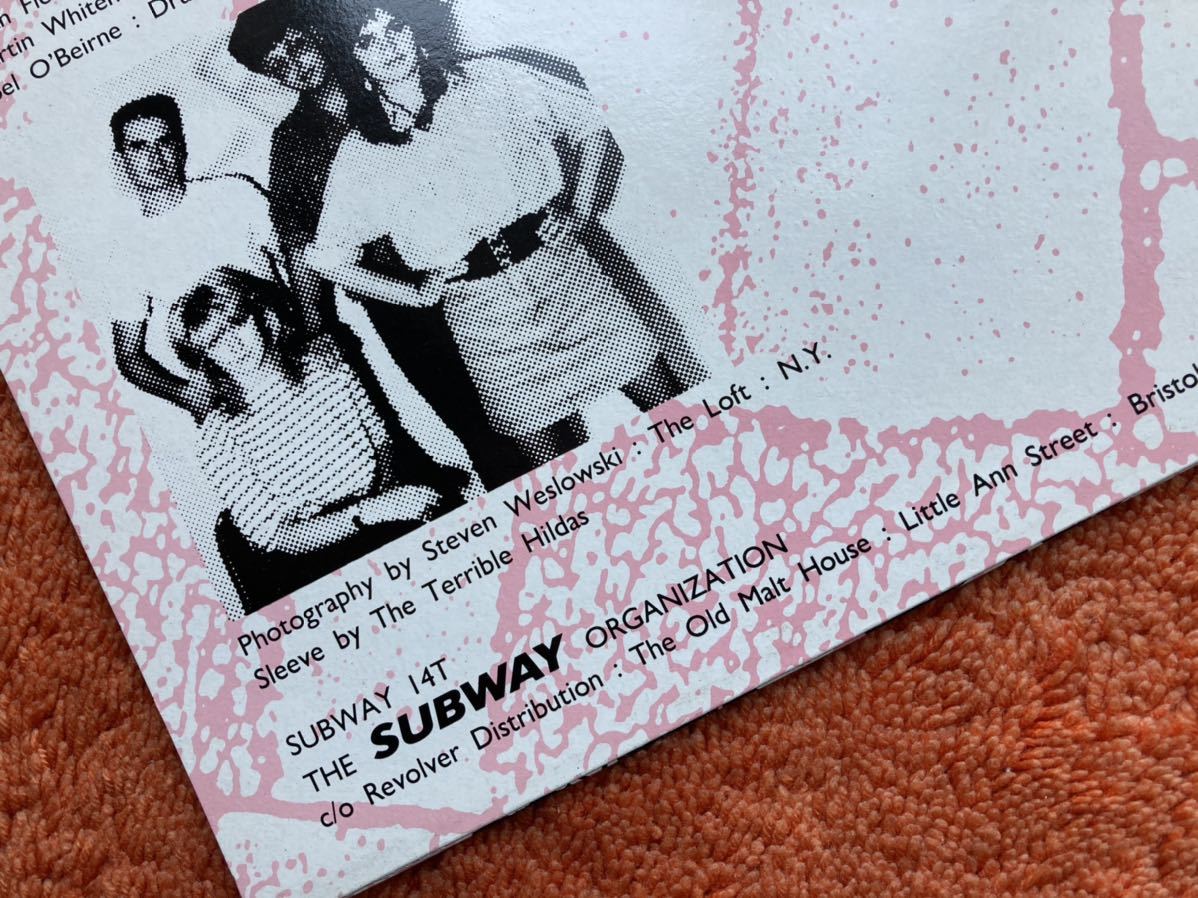 Photography by Steven Weslowski : The Loft : N.Y.
Sleeve by The Terrible Hildas
SUBWAY 14T
THE SUBWAY ORGANIZATION
c/o Revolver Distribution : The Old Malt House : Little Ann Street : Bristol
O'Beirne :